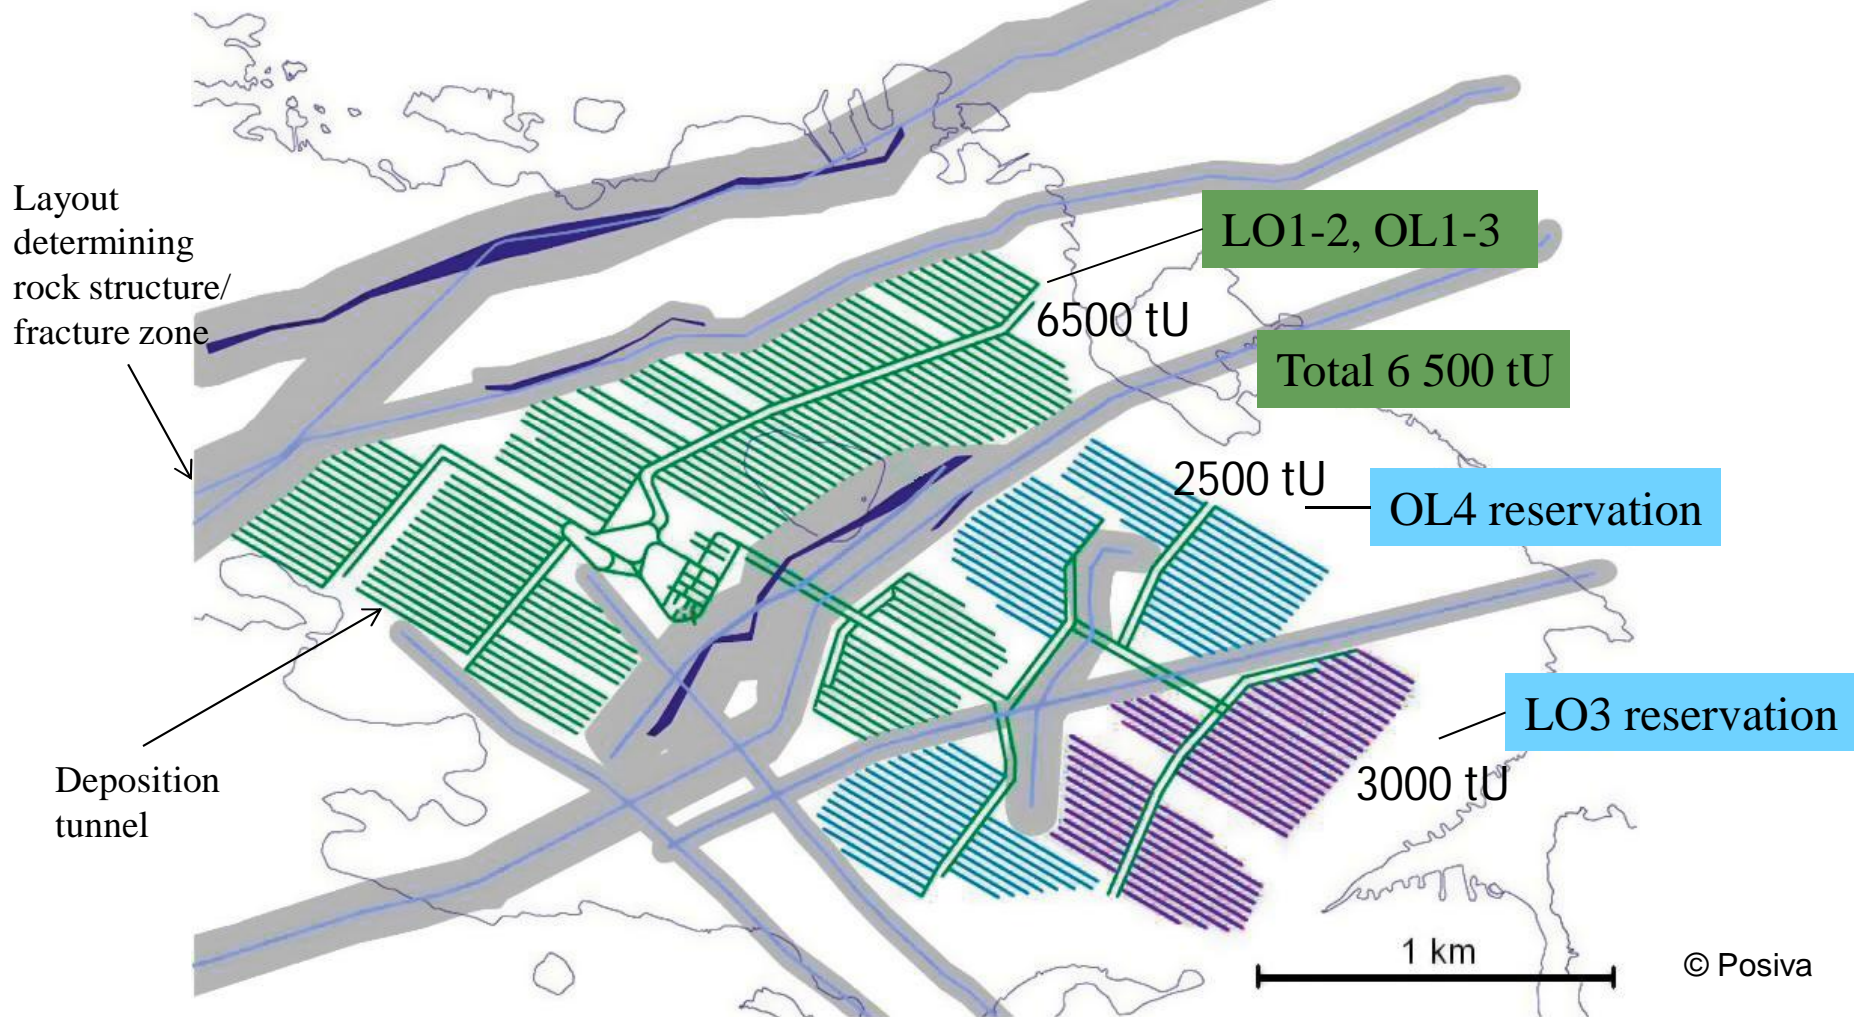 Layout
determining
rock structure/
fracture zone
LO1-2, OL1-3
6500 tU
Total 6 500 tU
2500 tU
OL4 reservation
LO3 reservation
3000 tU
Deposition
tunnel
1 km
© Posiva